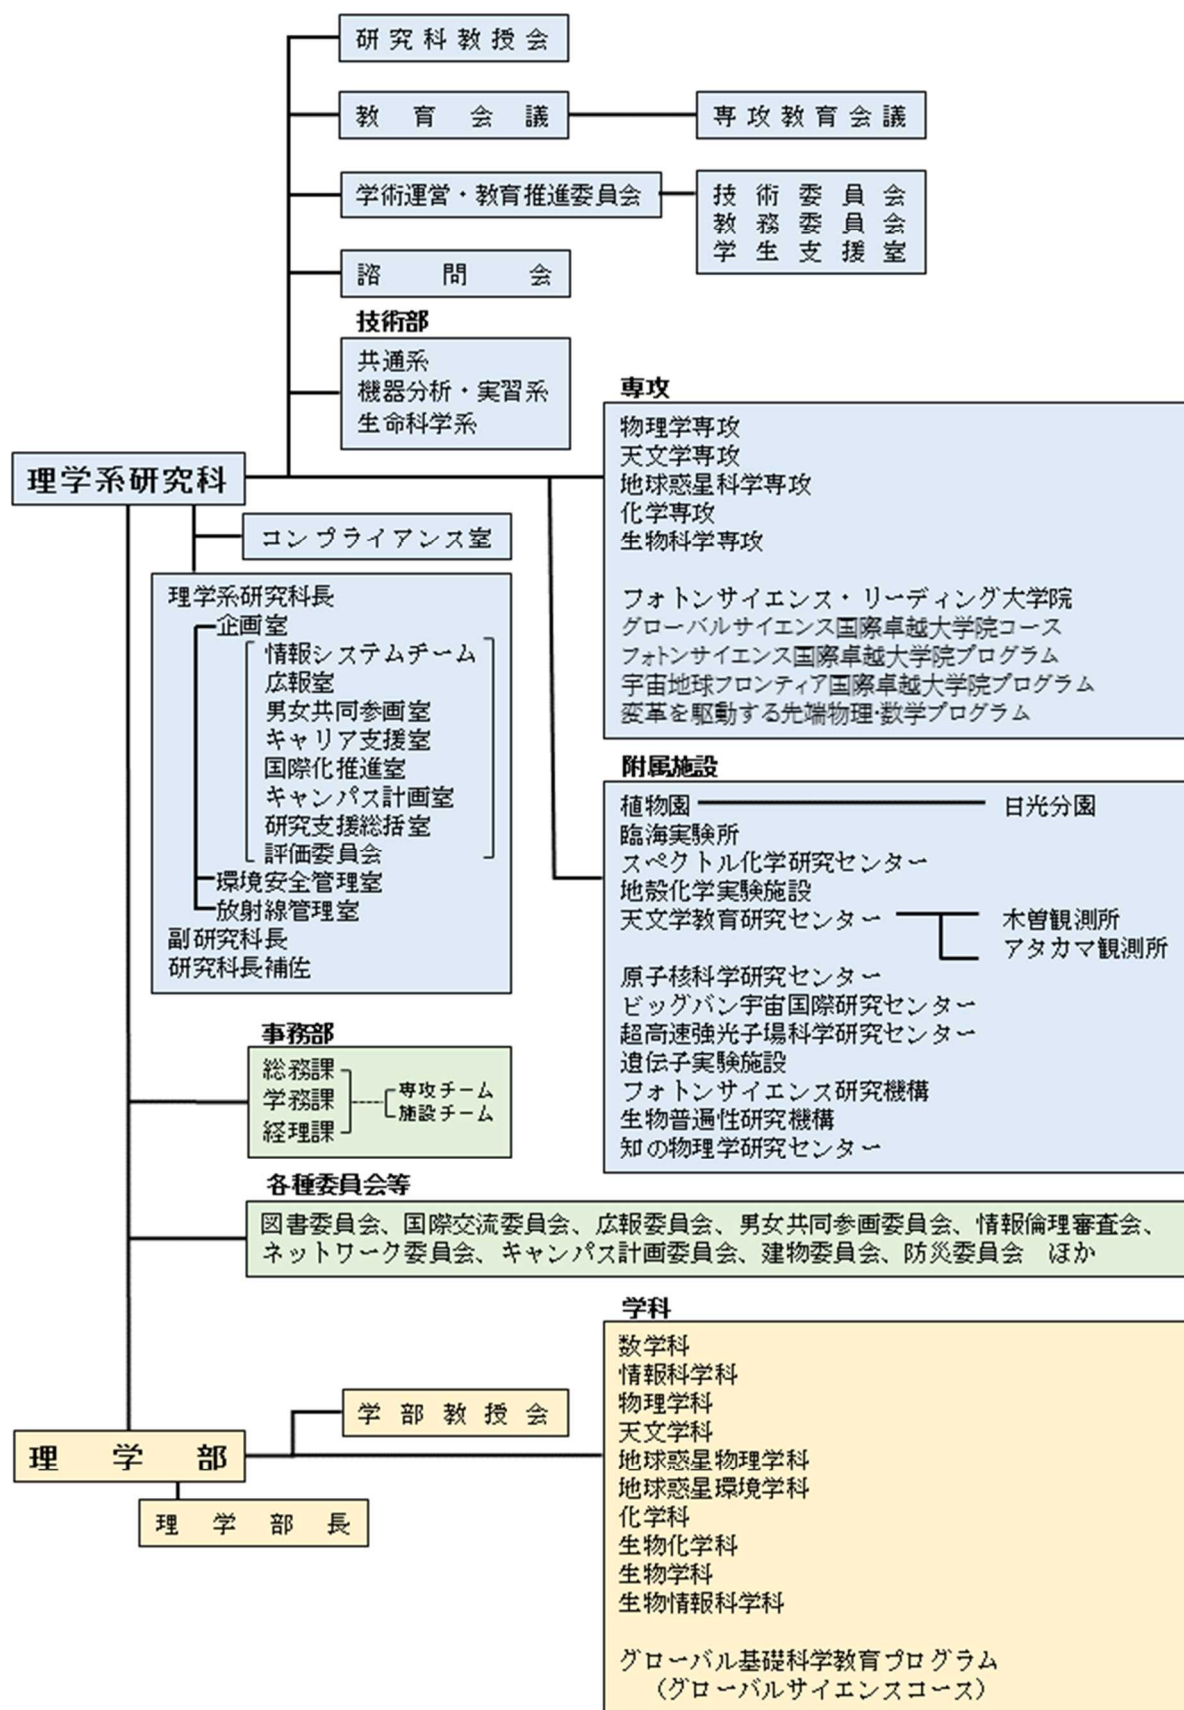 研究科教授会
教育会議
専攻教育会議
学術運営・教育推進委員会
技術委員会
教務委員会
学生支援室
諮問会
技術部
共通系
機器分析・実習系
生命科学系
専攻
物理学専攻
天文学専攻
地球惑星科学専攻
化学専攻
生物科学専攻
フォトンサイエンス・リーディング大学院
グローバルサイエンス国際卓越大学院コース
フォトンサイエンス国際卓越大学院プログラム
宇宙地球フロンティア国際卓越大学院プログラム
変革を駆動する先端物理・数学プログラム
理学系研究科
コンプライアンス室
理学系研究科長
企画室
情報システムチーム
広報室
男女共同参画室
キャリア支援室
国際化推進室
キャンパス計画室
研究支援総括室
評価委員会
環境安全管理室
放射線管理室
副研究科長
研究科長補佐
附属施設
植物園
日光分園
臨海実験所
スペクトル化学研究センター
地殻化学実験施設
天文学教育研究センター
木曽観測所
アタカマ観測所
原子核科学研究センター
ビッグバン宇宙国際研究センター
超高速強光子場科学研究センター
遺伝子実験施設
フォトンサイエンス研究機構
生物普遍性研究機構
知の物理学研究センター
事務部
総務課
学務課
経理課
専攻チーム
施設チーム
各種委員会等
図書委員会、国際交流委員会、広報委員会、男女共同参画委員会、情報倫理審査会、
ネットワーク委員会、キャンパス計画委員会、建物委員会、防災委員会　ほか
学科
数学科
情報科学科
物理学科
天文学科
地球惑星物理学科
地球惑星環境学科
化学科
生物化学科
生物学科
生物情報科学科
グローバル基礎科学教育プログラム
（グローバルサイエンスコース）
学部教授会
理学部
理学部長